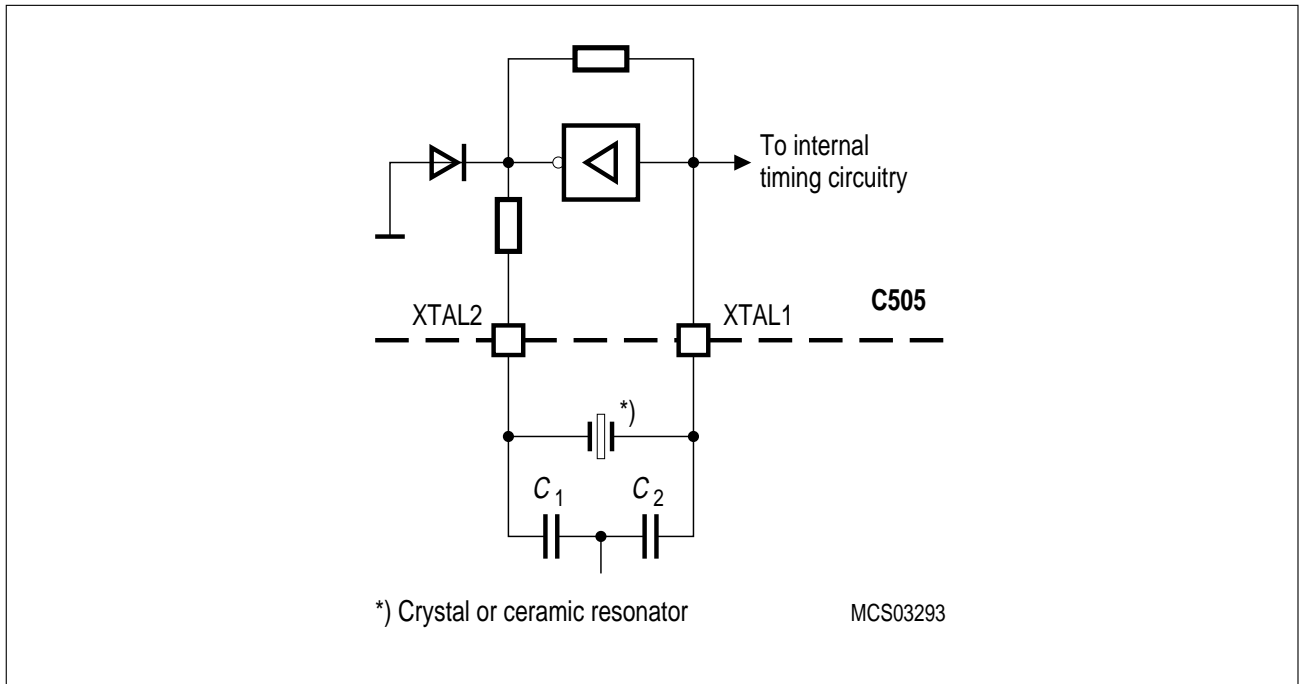 To internal
timing circuitry
C505
XTAL2
XTAL1
*)
C1
C2
*) Crystal or ceramic resonator
MCS03293